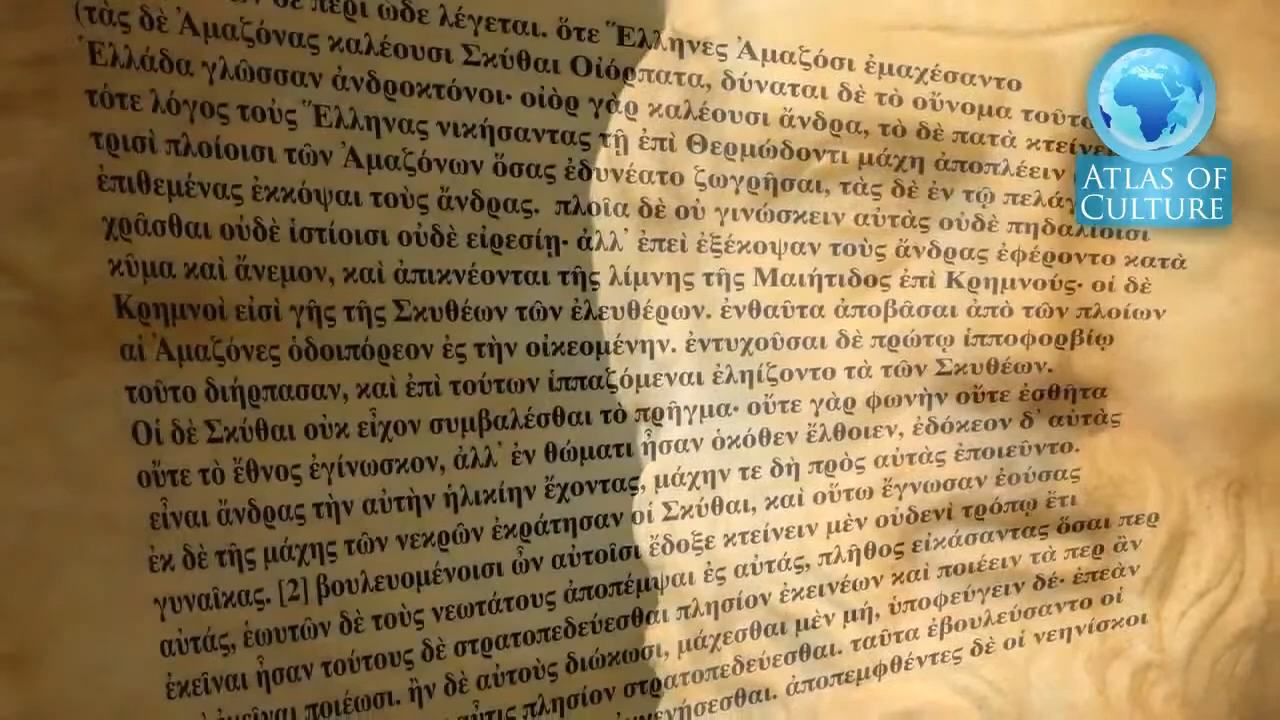 δὲ πέρι ὧδε λέγεται. ὅτε Ἕλληνες Ἀμαζόσι ἐμαχέσαντο
(τὰς δὲ Ἀμαζόνας καλέουσι Σκύθαι Οἰόρπατα, δύναται δὲ τὸ οὔνομα τοῦτο
Ἑλλάδα γλῶσσαν ἀνδροκτόνοι· οἰὸρ γὰρ καλέουσι ἄνδρα, τὸ δὲ πατὰ κτείνειν
τότε λόγος τοὺς Ἕλληνας νικήσαντας τῇ ἐπὶ Θερμώδοντι μάχῃ ἀποπλέειν
τρισὶ πλοίοισι τῶν Ἀμαζόνων ὅσας ἐδυνέατο ζωγρῆσαι, τὰς δὲ ἐν τῷ πελάγ
ἐπιθεμένας ἐκκόψαι τοὺς ἄνδρας. πλοῖα δὲ οὐ γινώσκειν αὐτὰς οὐδὲ πηδαλίοισι
χρᾶσθαι οὐδὲ ἱστίοισι οὐδὲ εἰρεσίῃ· ἀλλ᾽ ἐπεὶ ἐξέκοψαν τοὺς ἄνδρας ἐφέροντο κατὰ
κῦμα καὶ ἄνεμον, καὶ ἀπικνέονται τῆς λίμνης τῆς Μαιήτιδος ἐπὶ Κρημνούς· οἱ δὲ
Κρημνοὶ εἰσὶ γῆς τῆς Σκυθέων τῶν ἐλευθέρων. ἐνθαῦτα ἀποβᾶσαι ἀπὸ τῶν πλοίων
αἱ Ἀμαζόνες ὁδοιπόρεον ἐς τὴν οἰκεομένην. ἐντυχοῦσαι δὲ πρώτῳ ἱπποφορβίῳ
τοῦτο διήρπασαν, καὶ ἐπὶ τούτων ἱππαζόμεναι ἐληίζοντο τὰ τῶν Σκυθέων.
Οἱ δὲ Σκύθαι οὐκ εἶχον συμβαλέσθαι τὸ πρῆγμα· οὔτε γὰρ φωνὴν οὔτε ἐσθῆτα
οὔτε τὸ ἔθνος ἐγίνωσκον, ἀλλ᾽ ἐν θώματι ἦσαν ὁκόθεν ἔλθοιεν, ἐδόκεον δ᾽ αὐτὰς
εἶναι ἄνδρας τὴν αὐτὴν ἡλικίην ἔχοντας, μάχην τε δὴ πρὸς αὐτὰς ἐποιεῦντο.
ἐκ δὲ τῆς μάχης τῶν νεκρῶν ἐκράτησαν οἱ Σκύθαι, καὶ οὕτω ἔγνωσαν ἐούσας
γυναῖκας. [2] βουλευομένοισι ὦν αὐτοῖσι ἔδοξε κτείνειν μὲν οὐδενὶ τρόπῳ ἔτι
αὐτάς, ἑωυτῶν δὲ τοὺς νεωτάτους ἀποπέμψαι ἐς αὐτάς, πλῆθος εἰκάσαντας ὅσαι περ
ἐκεῖναι ἦσαν τούτους δὲ στρατοπεδεύεσθαι πλησίον ἐκεινέων καὶ ποιέειν τὰ περ ἂν
ποιέωσι. ἢν δὲ αὐτοὺς διώκωσι, μάχεσθαι μὲν μή, ὑποφεύγειν δέ· ἐπεὰν
πλησίον στρατοπεδεύεσθαι. ταῦτα ἐβουλεύσαντο οἱ
ἀποπεμφθέντες δὲ οἱ νεηνίσκοι
ATLAS OF
CULTURE